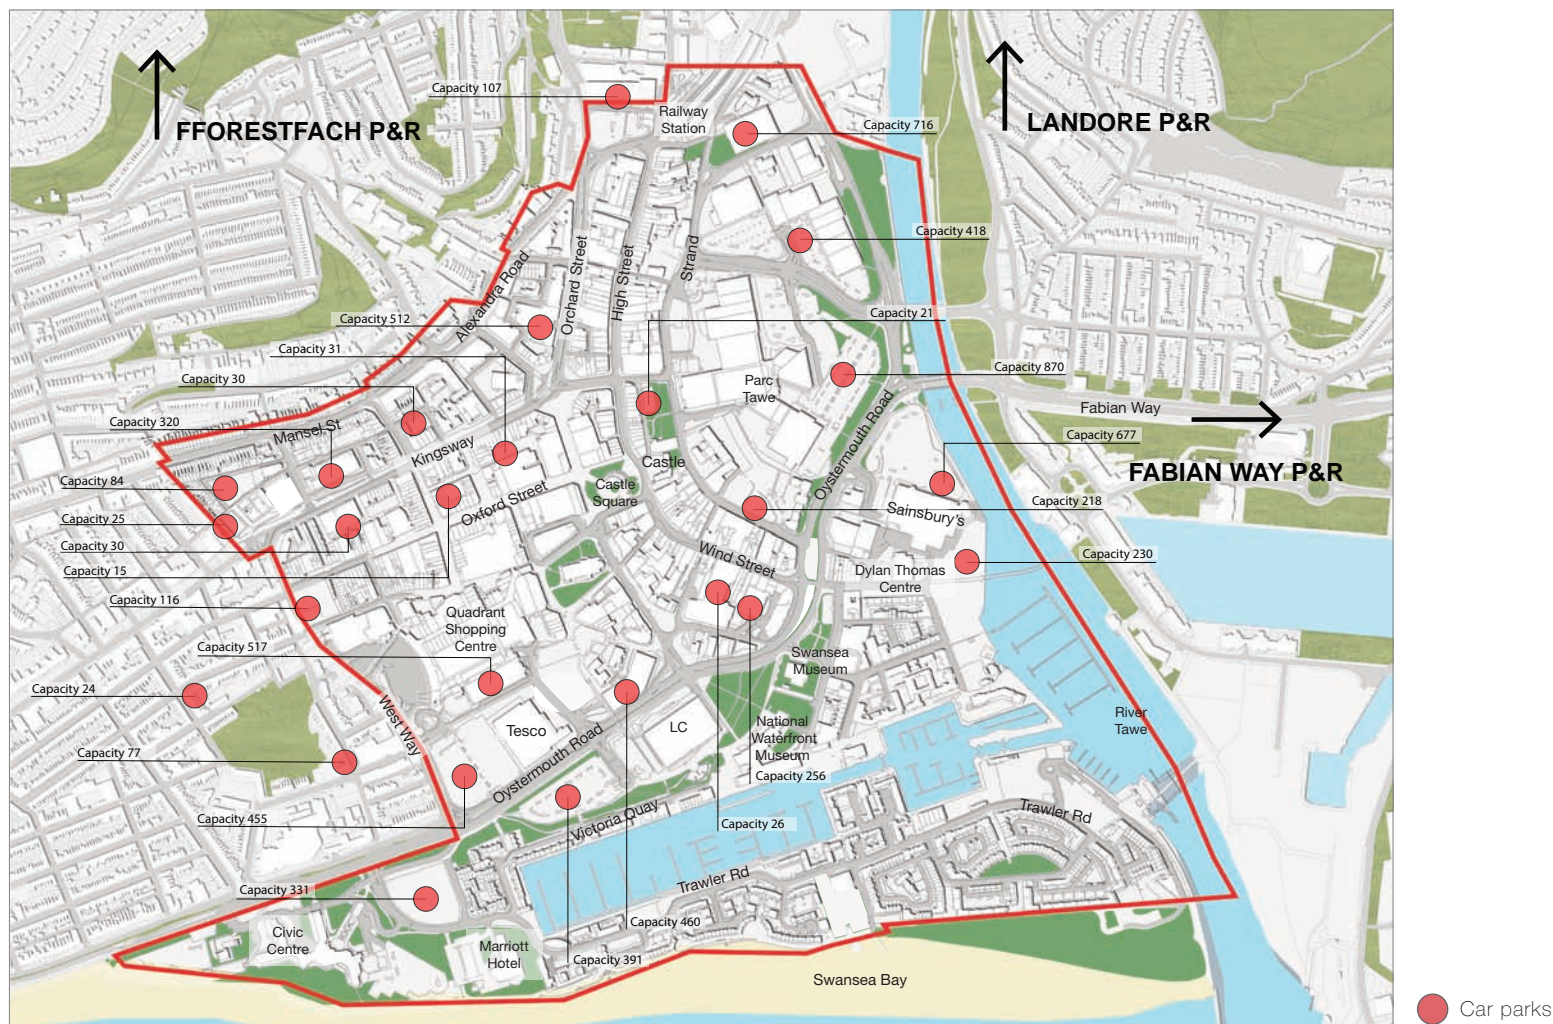 Capacity 107
Railway
Station
FFORESTFACH P&R
Capacity 716
LANDORE P&R
Capacity 418
Alexandra Road
Orchard Street
High Street
Strand
Capacity 512
Capacity 21
Capacity 31
Capacity 30
Parc
Tawe
Capacity 870
Fabian Way
Capacity 320
Mansel St
Kingsway
Oystermouth Road
Capacity 677
FABIAN WAY P&R
Castle
Capacity 84
Castle
Square
Oxford Street
Capacity 218
Sainsbury's
Capacity 25
Capacity 30
Wind Street
Capacity 230
Capacity 15
Dylan Thomas
Centre
Capacity 116
Quadrant
Shopping
Centre
Capacity 517
Swansea
Museum
Capacity 24
West Way
Tesco
LC
National
Waterfront
Museum
River
Tawe
Capacity 77
Oystermouth Road
Capacity 256
Capacity 455
Victoria Quay
Capacity 26
Trawler Rd
Trawler Rd
Capacity 331
Capacity 460
Civic
Centre
Marriott
Hotel
Capacity 391
Swansea Bay
Car parks